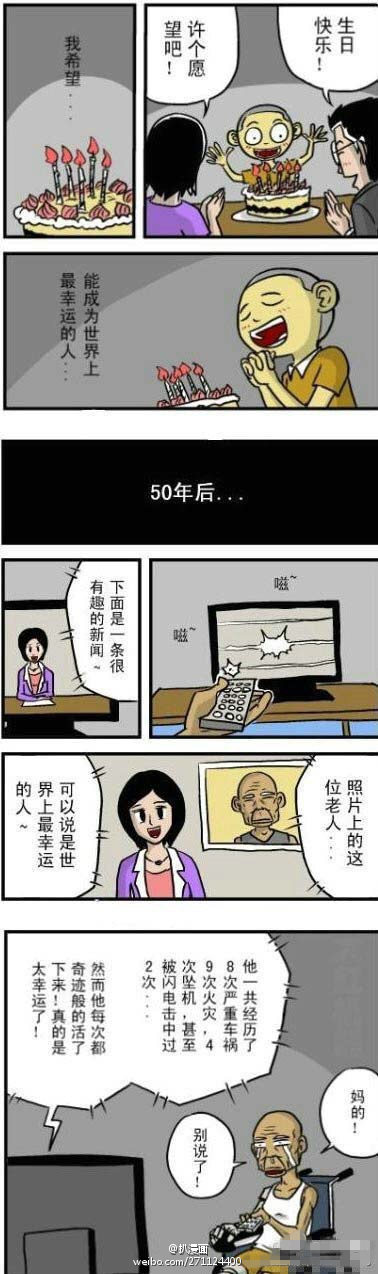 生日
快乐！
许个愿
望吧！
我希望...
能成为世界上
最幸运的人...
50年后...
嗞~
嗞~
下面是一条很
有趣的新闻~
照片上的这
位老人...
可以说是世
界上最幸运
的人~
他一共经历了
8次严重车祸
9次火灾，4
次坠机，甚至
被闪电击中过
2次...
然而他每次都
奇迹般的活了
下来！真的是
太幸运了！
妈的！
别说了！
@扒漫画
weibo.com/271124400